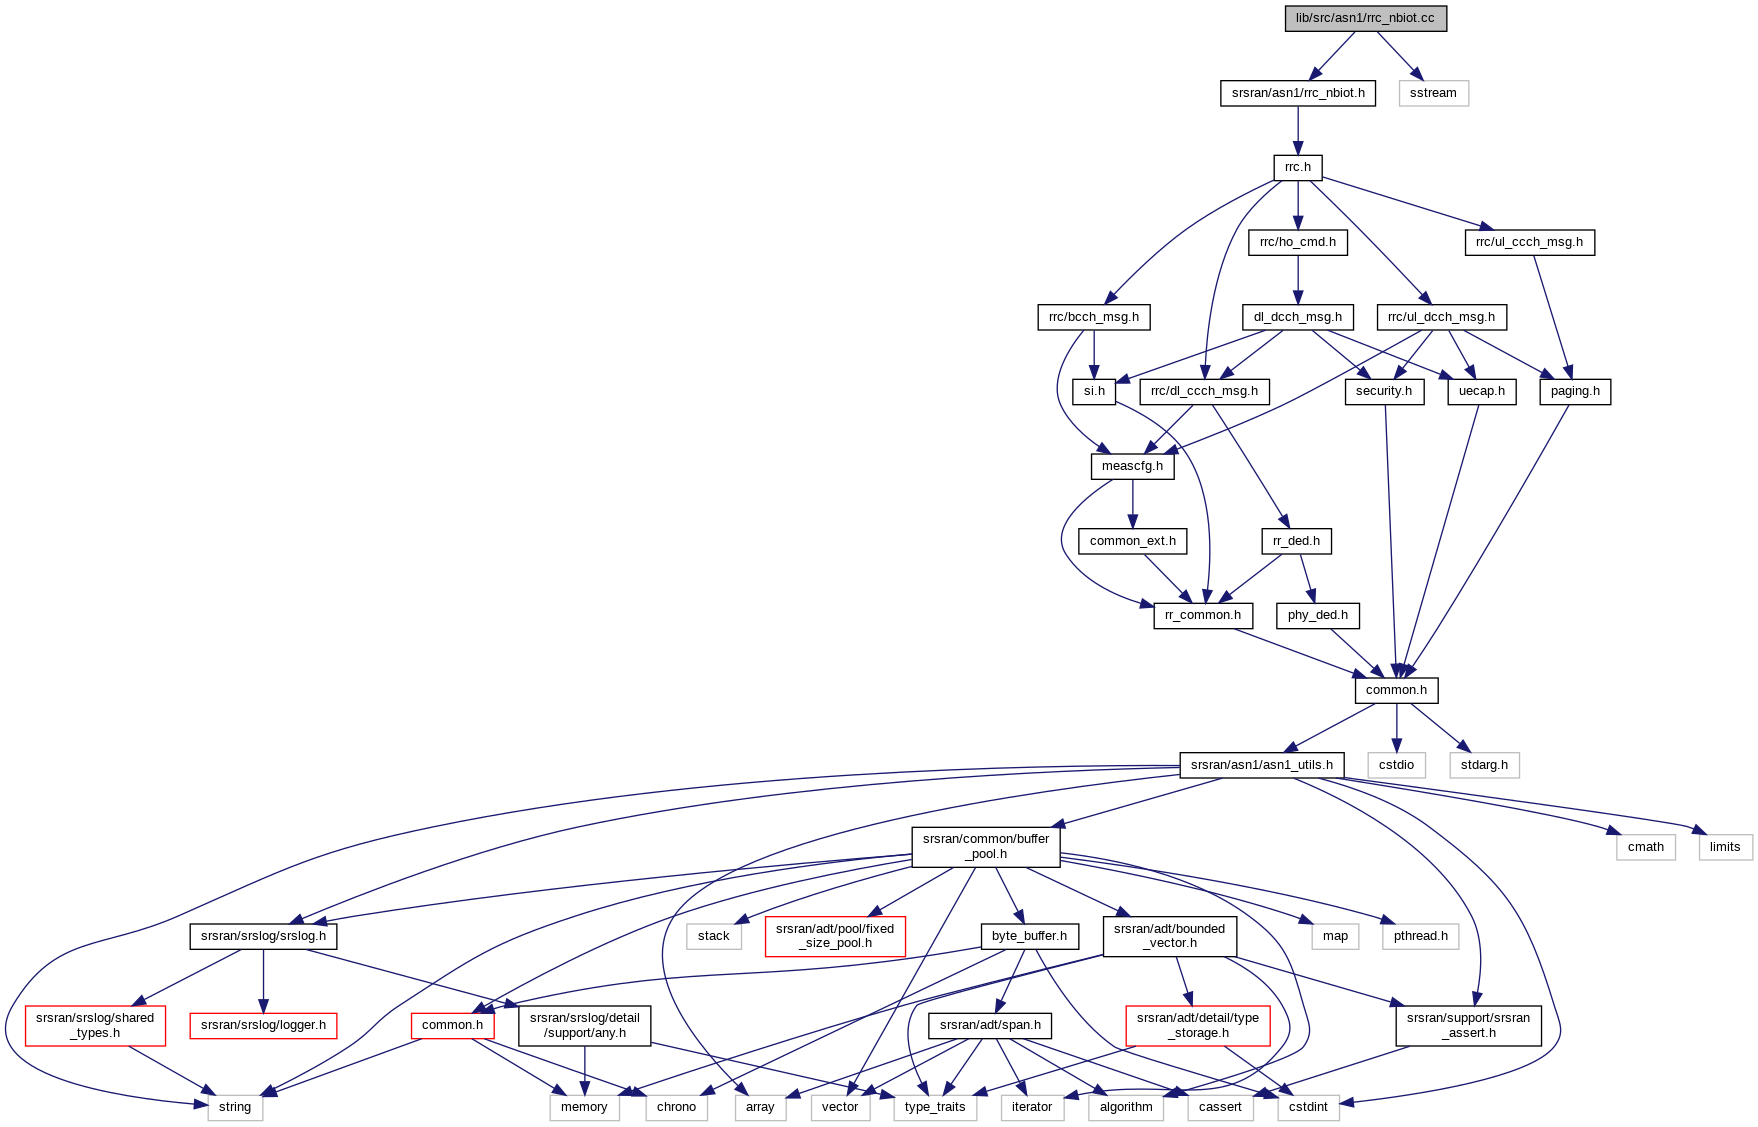 lib/src/asn1/rrc_nbiot.cc
srsran/asn1/rrc_nbiot.h
sstream
rrc.h
rrc/ho_cmd.h
rrc/ul_ccch_msg.h
rrc/bcch_msg.h
dl_dcch_msg.h
rrc/ul_dcch_msg.h
si.h
rrc/dl_ccch_msg.h
security.h
uecap.h
paging.h
meascfg.h
common_ext.h
rr_ded.h
rr_common.h
phy_ded.h
common.h
srsran/asn1/asn1_utils.h
cstdio
stdarg.h
srsran/common/buffer
_pool.h
cmath
limits
srsran/srslog/srslog.h
stack
srsran/adt/pool/fixed
_size_pool.h
byte_buffer.h
srsran/adt/bounded
_vector.h
map
pthread.h
srsran/srslog/shared
_types.h
srsran/srslog/logger.h
common.h
srsran/srslog/detail
/support/any.h
srsran/adt/span.h
srsran/adt/detail/type
_storage.h
srsran/support/srsran
_assert.h
string
memory
chrono
array
vector
type_traits
iterator
algorithm
cassert
cstdint